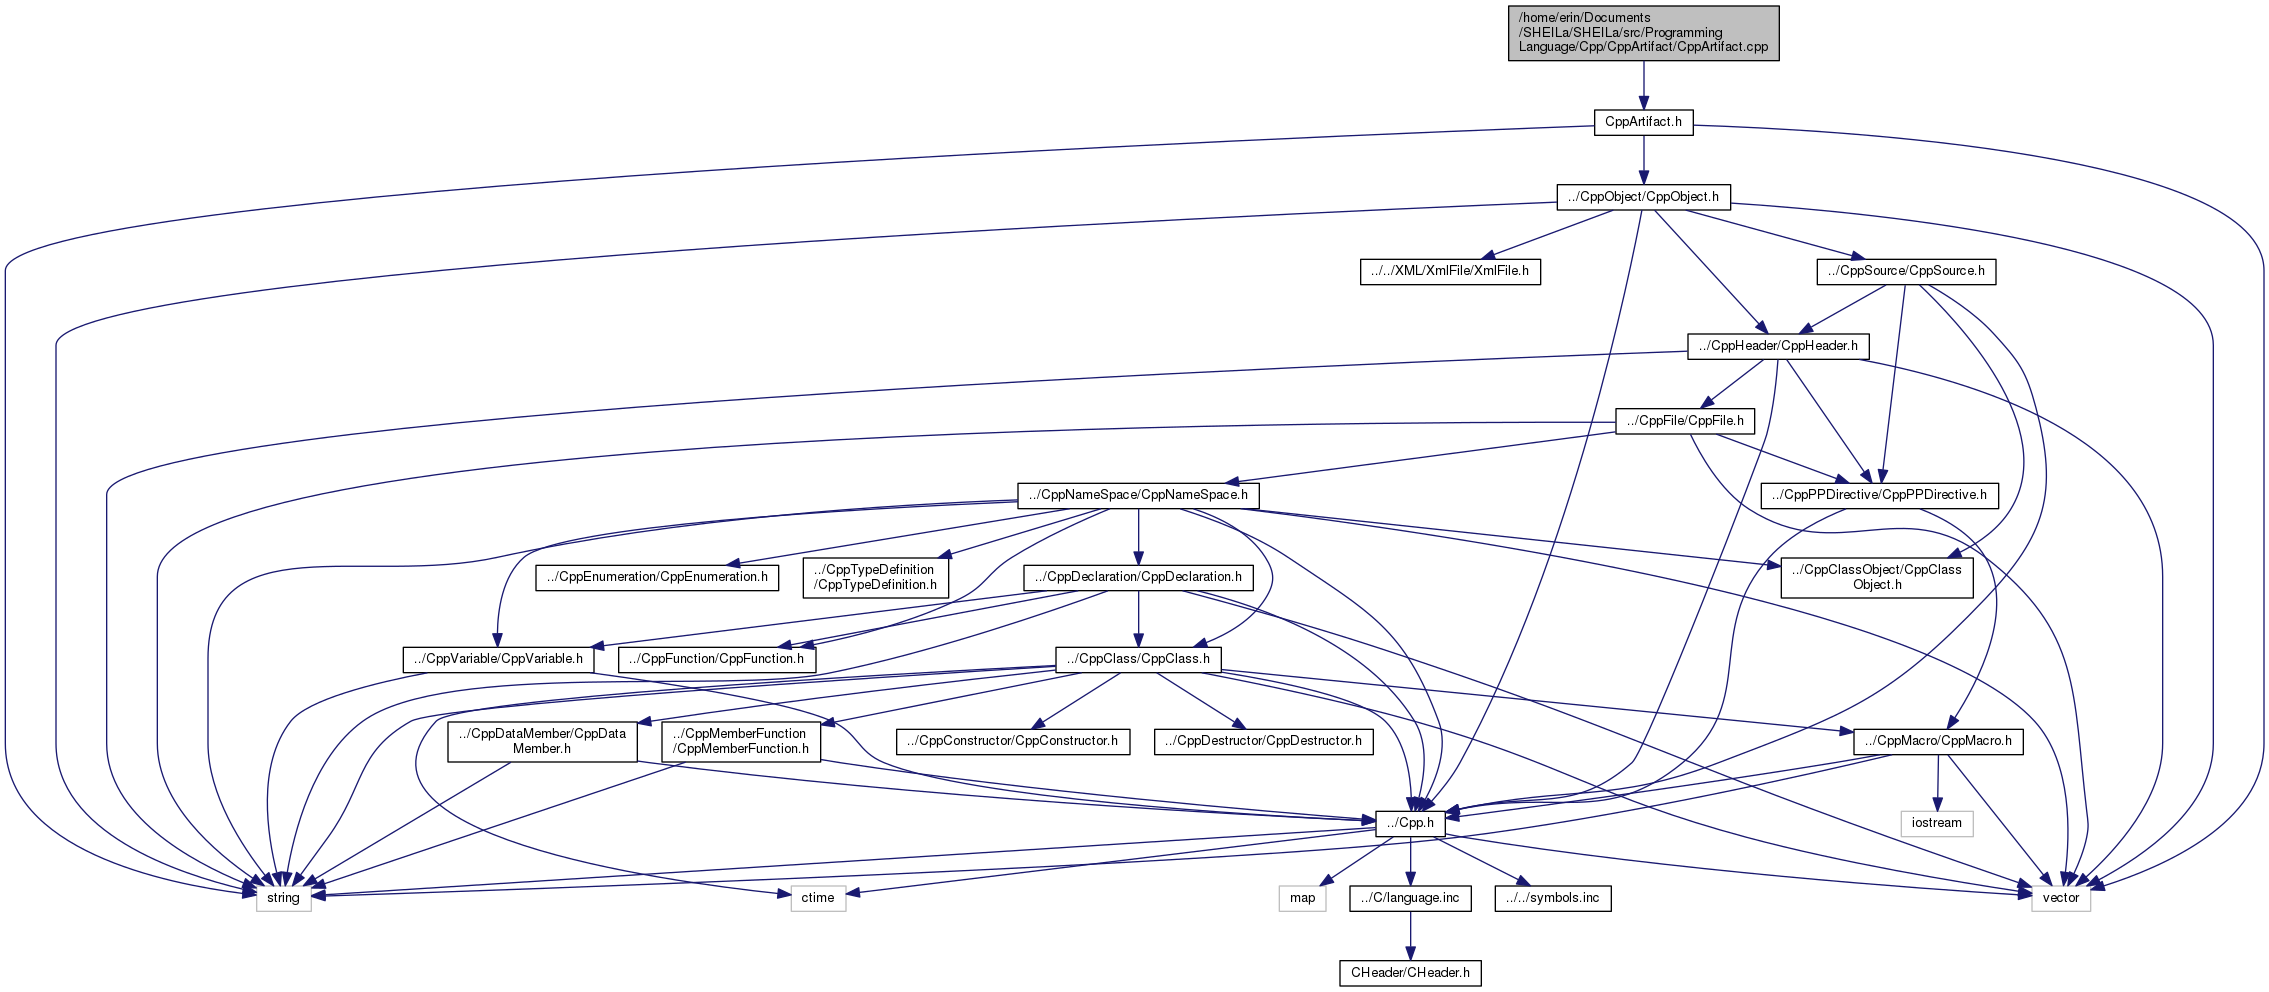 /home/erin/Documents
/SHEILa/SHEILa/src/Programming
Language/Cpp/CppArtifact/CppArtifact.cpp
CppArtifact.h
../CppObject/CppObject.h
../../XML/XmlFile/XmlFile.h
../CppSource/CppSource.h
../CppHeader/CppHeader.h
../CppFile/CppFile.h
../CppNameSpace/CppNameSpace.h
../CppPPDirective/CppPPDirective.h
../CppEnumeration/CppEnumeration.h
../CppTypeDefinition
/CppTypeDefinition.h
../CppDeclaration/CppDeclaration.h
../CppClassObject/CppClass
Object.h
../CppVariable/CppVariable.h
../CppFunction/CppFunction.h
../CppClass/CppClass.h
../CppDataMember/CppData
Member.h
../CppMemberFunction
/CppMemberFunction.h
../CppConstructor/CppConstructor.h
../CppDestructor/CppDestructor.h
../CppMacro/CppMacro.h
../Cpp.h
iostream
string
ctime
map
../C/language.inc
../../symbols.inc
vector
CHeader/CHeader.h